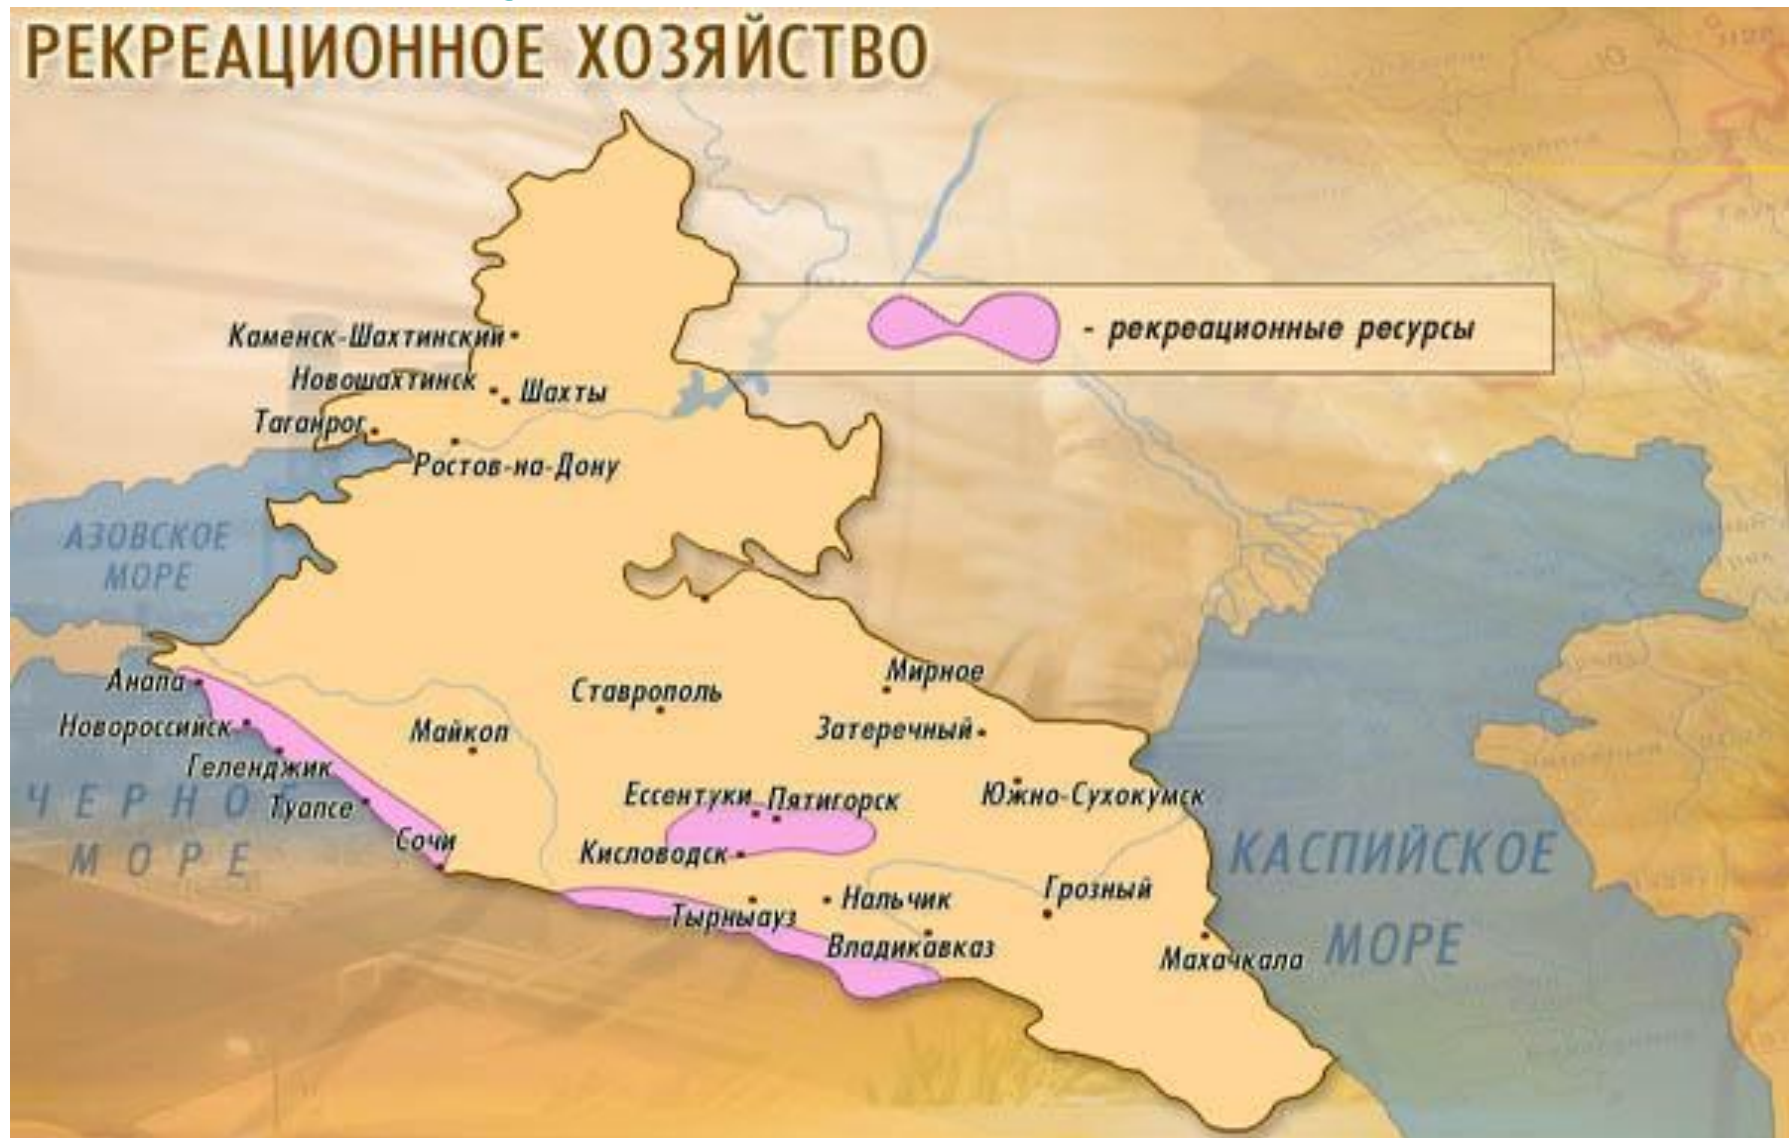 РЕКРЕАЦИОННОЕ ХОЗЯЙСТВО
- рекреационные ресурсы
Каменск-Шахтинский
Новошахтинск
Шахты
Таганрог
Ростов-на-Дону
АЗОВСКОЕ
МОРЕ
Анапа
Новороссийск
Геленджик
Туапсе
Сочи
ЧЕРНОЕ
МОРЕ
Майкоп
Ставрополь
Мирное
Затеречный
Южно-Сухокумск
Ессентуки
Пятигорск
Кисловодск
Тырныауз
Нальчик
Владикавказ
Грозный
Махачкала
КАСПИЙСКОЕ
МОРЕ